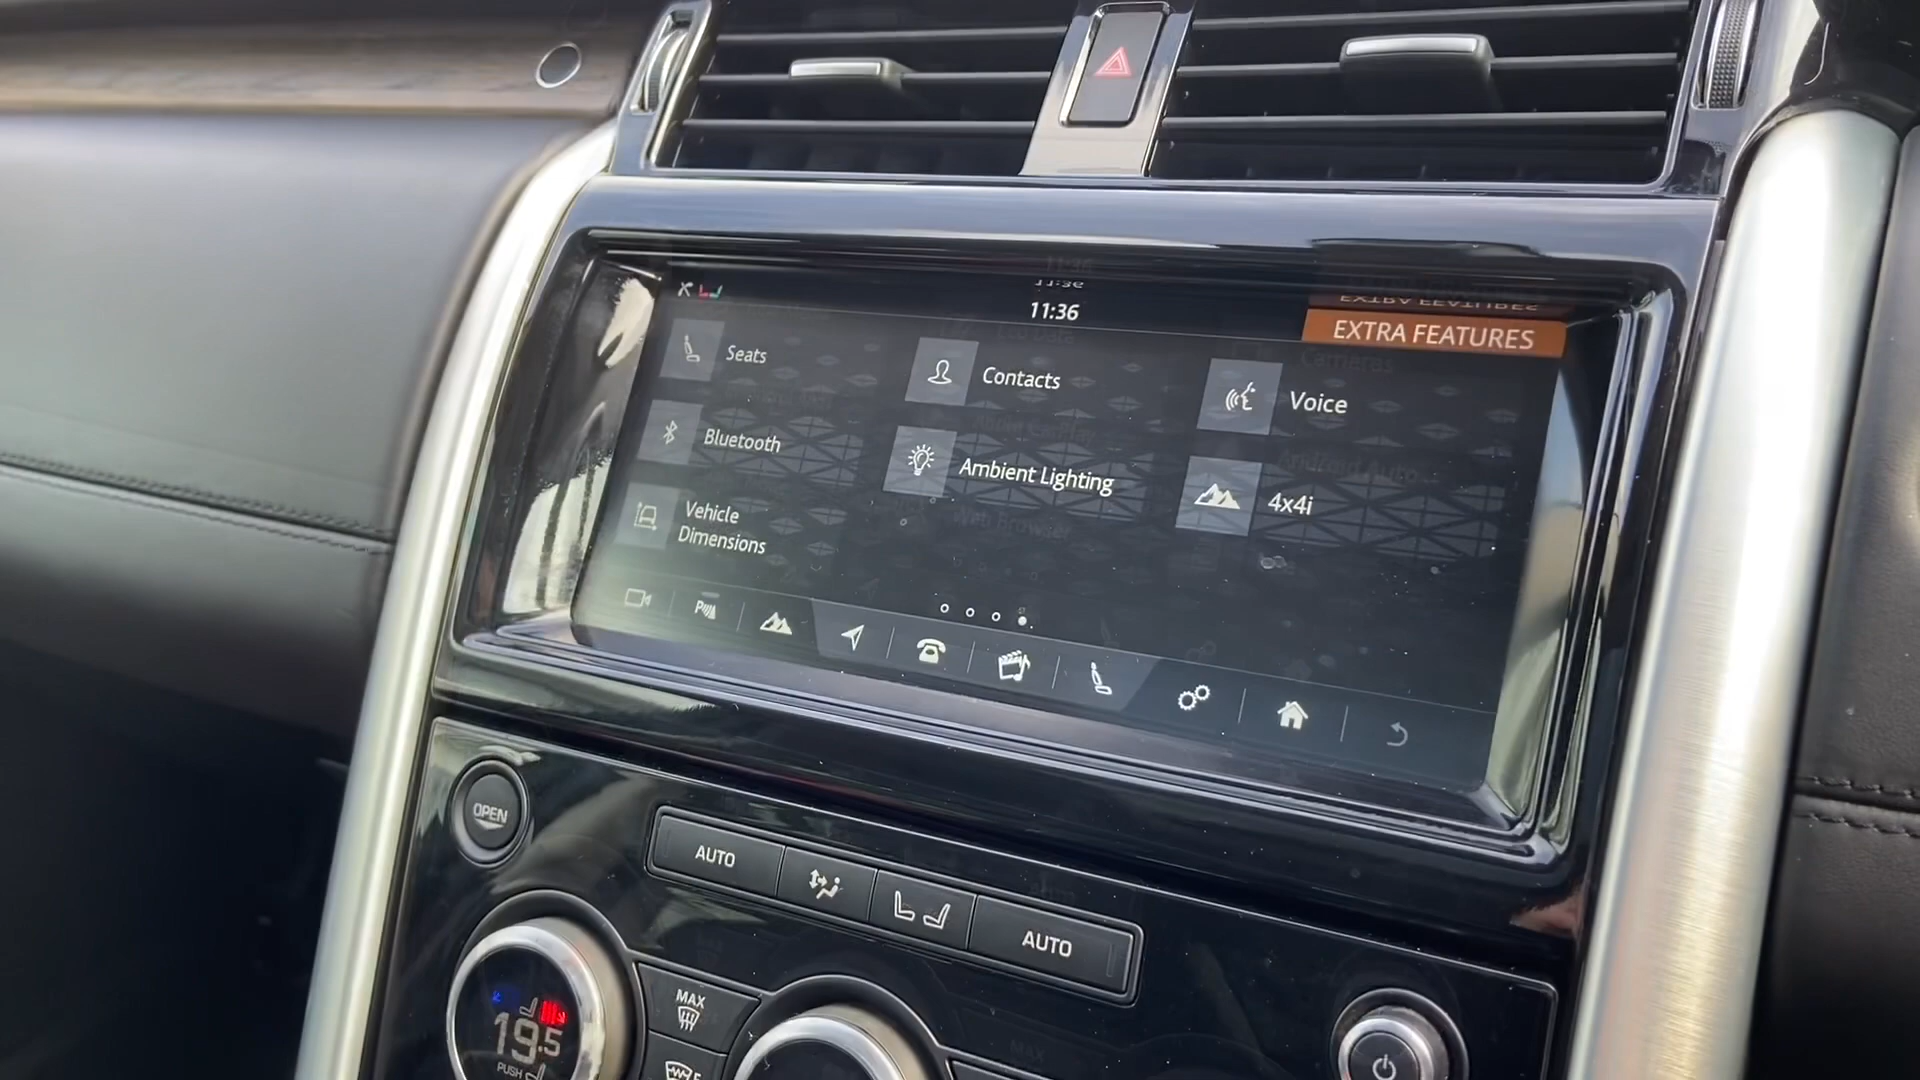 11:36
EXTRA FEATURES
Seats
Contacts
Voice
Bluetooth
Ambient Lighting
4x4i
Vehicle
Dimensions
OPEN
AUTO
AUTO
MAX
19.5
PUSH